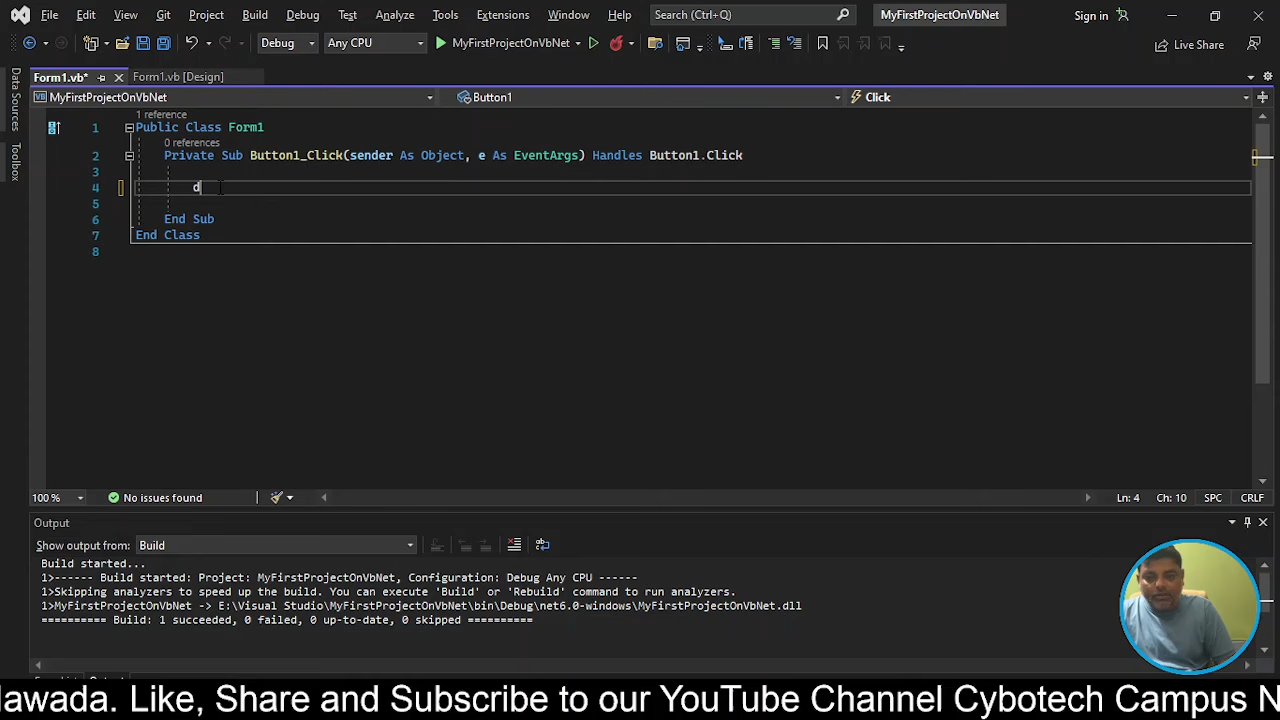 File Edit View Git Project Build Debug Test Analyze Tools Extensions Window Help Search (Ctrl+Q) MyFirstProjectOnVbNet Sign in
Debug Any CPU MyFirstProjectOnVbNet Live Share
Form1.vb* Form1.vb [Design]
MyFirstProjectOnVbNet Button1 Click
Data Sources
Toolbox
1 reference
1 Public Class Form1
0 references
2 Private Sub Button1_Click(sender As Object, e As EventArgs) Handles Button1.Click
3
4 d
5
6 End Sub
7 End Class
8
100 % No issues found Ln: 4 Ch: 10 SPC CRLF
Output
Show output from: Build
Build started...
1>------ Build started: Project: MyFirstProjectOnVbNet, Configuration: Debug Any CPU ------
1>Skipping analyzers to speed up the build. You can execute 'Build' or 'Rebuild' command to run analyzers.
1>MyFirstProjectOnVbNet -> E:\Visual Studio\MyFirstProjectOnVbNet\bin\Debug\net6.0-windows\MyFirstProjectOnVbNet.dll
========== Build: 1 succeeded, 0 failed, 0 up-to-date, 0 skipped ==========
lawada. Like, Share and Subscribe to our YouTube Channel Cybotech Campus N